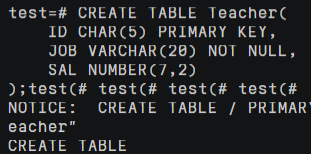 test=# CREATE TABLE Teacher(
ID CHAR(5) PRIMARY KEY,
JOB VARCHAR(20) NOT NULL,
SAL NUMBER(7,2)
);test(# test(# test(# test(#
NOTICE: CREATE TABLE / PRIMARY
eacher"
CREATE TABLE